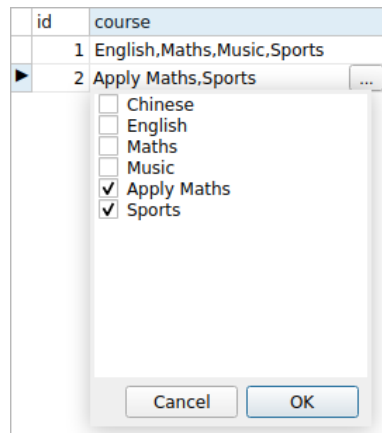 id course
1 English,Maths,Music,Sports
2 Apply Maths,Sports ...
Chinese
English
Maths
Music
Apply Maths
Sports
Cancel OK